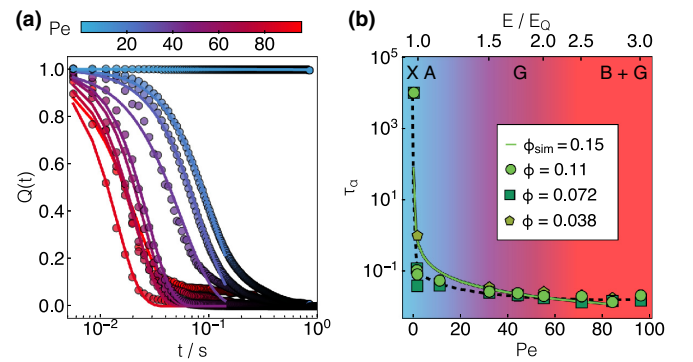 (a)
Pe
20 40 60 80
1.0
0.8
0.6
0.4
0.2
0.0
Q(t)
10⁻² 10⁻¹ 10⁰
t / s
(b)
E / E_Q
1.0 1.5 2.0 2.5 3.0
X A G B + G
10⁵
10³
10¹
10⁻¹
τ_α
ϕ_sim = 0.15
ϕ = 0.11
ϕ = 0.072
ϕ = 0.038
0 20 40 60 80 100
Pe